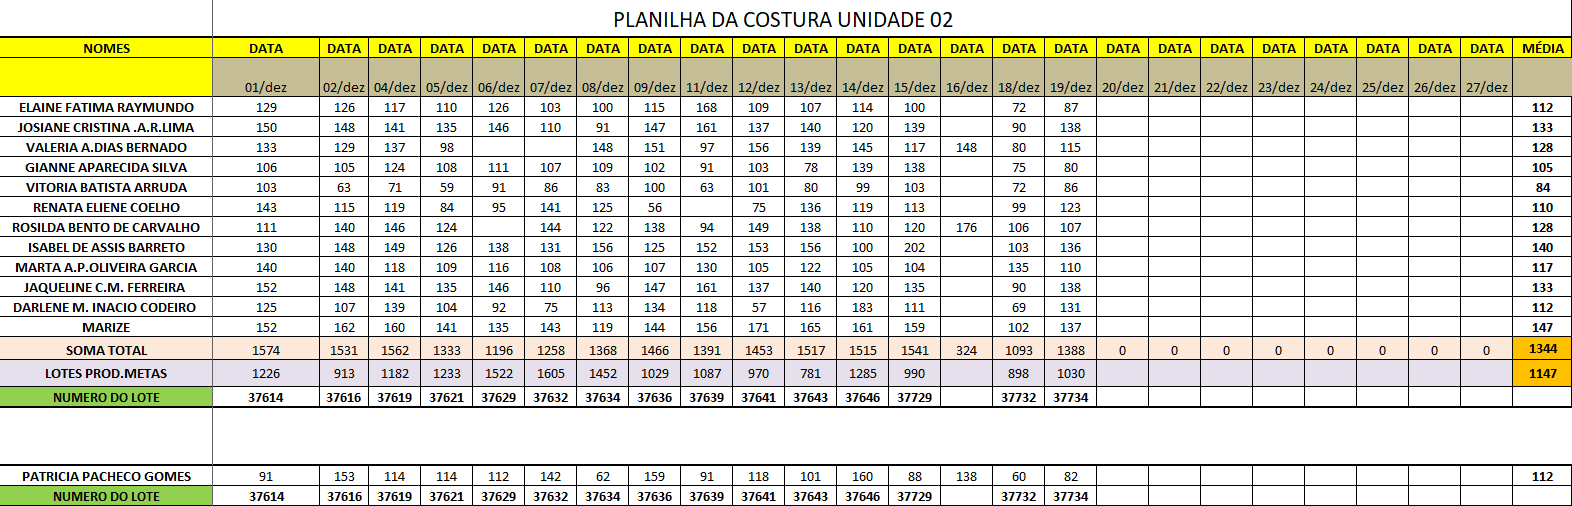 PLANILHA DA COSTURA UNIDADE 02
NOMES DATA DATA DATA DATA DATA DATA DATA DATA DATA DATA DATA DATA DATA DATA DATA DATA DATA DATA DATA DATA DATA DATA DATA DATA MÉDIA
01/dez 02/dez 04/dez 05/dez 06/dez 07/dez 08/dez 09/dez 11/dez 12/dez 13/dez 14/dez 15/dez 16/dez 18/dez 19/dez 20/dez 21/dez 22/dez 23/dez 24/dez 25/dez 26/dez 27/dez
ELAINE FATIMA RAYMUNDO 129 126 117 110 126 103 100 115 168 109 107 114 100 72 87 112
JOSIANE CRISTINA .A.R.LIMA 150 148 141 135 146 110 91 147 161 137 140 120 139 90 138 133
VALERIA A.DIAS BERNADO 133 129 137 98 148 151 97 156 139 145 117 148 80 115 128
GIANNE APARECIDA SILVA 106 105 124 108 111 107 109 102 91 103 78 139 138 75 80 105
VITORIA BATISTA ARRUDA 103 63 71 59 91 86 83 100 63 101 80 99 103 72 86 84
RENATA ELIENE COELHO 143 115 119 84 95 141 125 56 75 136 119 113 99 123 110
ROSILDA BENTO DE CARVALHO 111 140 146 124 144 122 138 94 149 138 110 120 176 106 107 128
ISABEL DE ASSIS BARRETO 130 148 149 126 138 131 156 125 152 153 156 100 202 103 136 140
MARTA A.P.OLIVEIRA GARCIA 140 140 118 109 116 108 106 107 130 105 122 105 104 135 110 117
JAQUELINE C.M. FERREIRA 152 148 141 135 146 110 96 147 161 137 140 120 135 90 138 133
DARLENE M. INACIO CODEIRO 125 107 139 104 92 75 113 134 118 57 116 183 111 69 131 112
MARIZE 152 162 160 141 135 143 119 144 156 171 165 161 159 102 137 147
SOMA TOTAL 1574 1531 1562 1333 1196 1258 1368 1466 1391 1453 1517 1515 1541 324 1093 1388 0 0 0 0 0 0 0 0 1344
LOTES PROD.METAS 1226 913 1182 1233 1522 1605 1452 1029 1087 970 781 1285 990 898 1030 1147
NUMERO DO LOTE 37614 37616 37619 37621 37629 37632 37634 37636 37639 37641 37643 37646 37729 37732 37734
PATRICIA PACHECO GOMES 91 153 114 114 112 142 62 159 91 118 101 160 88 138 60 82 112
NUMERO DO LOTE 37614 37616 37619 37621 37629 37632 37634 37636 37639 37641 37643 37646 37729 37732 37734